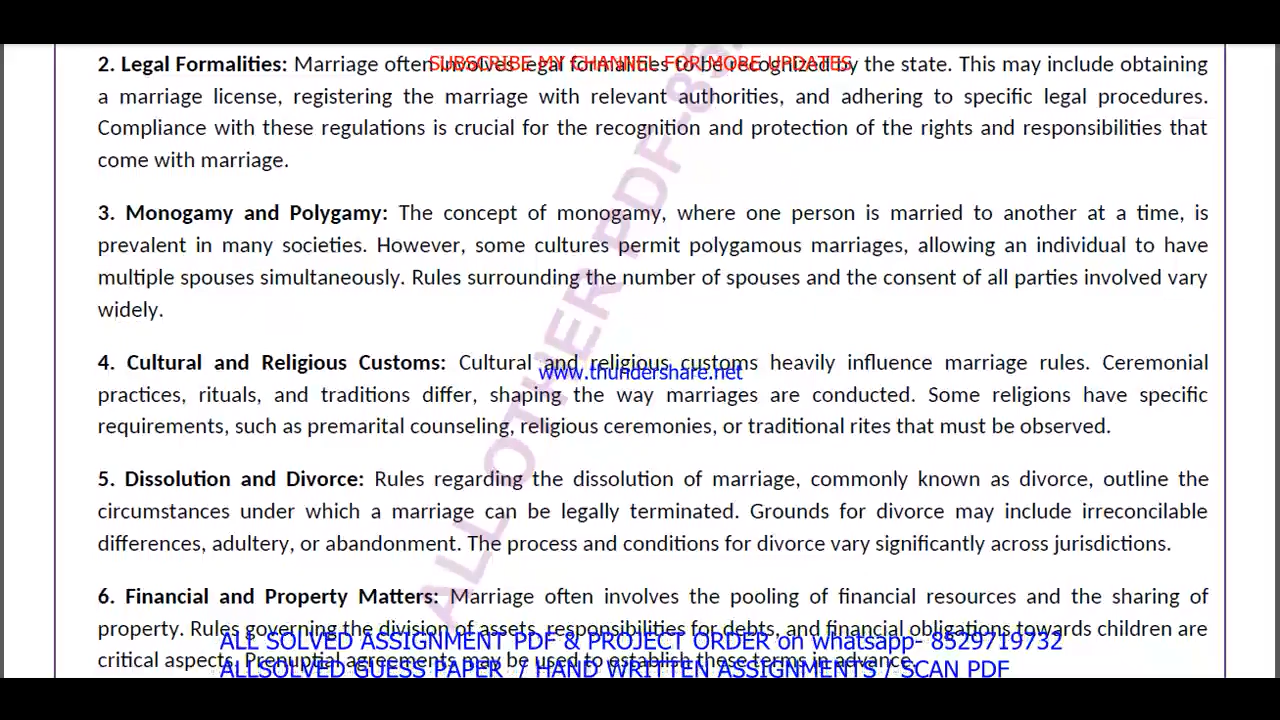 SUBSCRIBE MY CHANNEL FOR MORE UPDATES
2. Legal Formalities: Marriage often involves legal formalities to be recognized by the state. This may include obtaining
a marriage license, registering the marriage with relevant authorities, and adhering to specific legal procedures.
Compliance with these regulations is crucial for the recognition and protection of the rights and responsibilities that
come with marriage.
3. Monogamy and Polygamy: The concept of monogamy, where one person is married to another at a time, is
prevalent in many societies. However, some cultures permit polygamous marriages, allowing an individual to have
multiple spouses simultaneously. Rules surrounding the number of spouses and the consent of all parties involved vary
widely.
4. Cultural and Religious Customs: Cultural and religious customs heavily influence marriage rules. Ceremonial
www.thundershare.net
practices, rituals, and traditions differ, shaping the way marriages are conducted. Some religions have specific
requirements, such as premarital counseling, religious ceremonies, or traditional rites that must be observed.
5. Dissolution and Divorce: Rules regarding the dissolution of marriage, commonly known as divorce, outline the
circumstances under which a marriage can be legally terminated. Grounds for divorce may include irreconcilable
differences, adultery, or abandonment. The process and conditions for divorce vary significantly across jurisdictions.
6. Financial and Property Matters: Marriage often involves the pooling of financial resources and the sharing of
property. Rules governing the division of assets, responsibilities for debts, and financial obligations towards children are
ALL SOLVED ASSIGNMENT PDF & PROJECT ORDER on whatsapp- 8529719732
critical aspects. Prenuptial agreements may be used to establish these terms in advance.
ALLSOLVED GUESS PAPER / HAND WRITTEN ASSIGNMENTS / SCAN PDF
ALL OTHER PDF-85